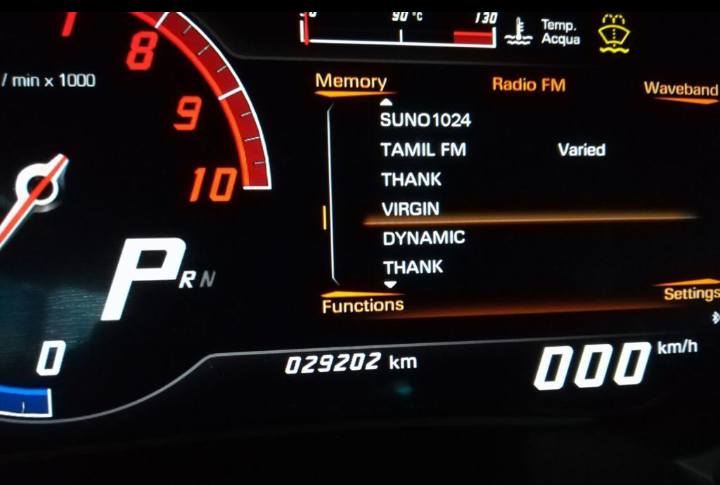 90 °C
130
Temp.
Acqua
7
8
/ min x 1000
9
10
Memory
Radio FM
Waveband
SUNO1024
TAMIL FM Varied
THANK
VIRGIN
DYNAMIC
THANK
Functions
Settings
P R N
0
029202 km
000 km/h